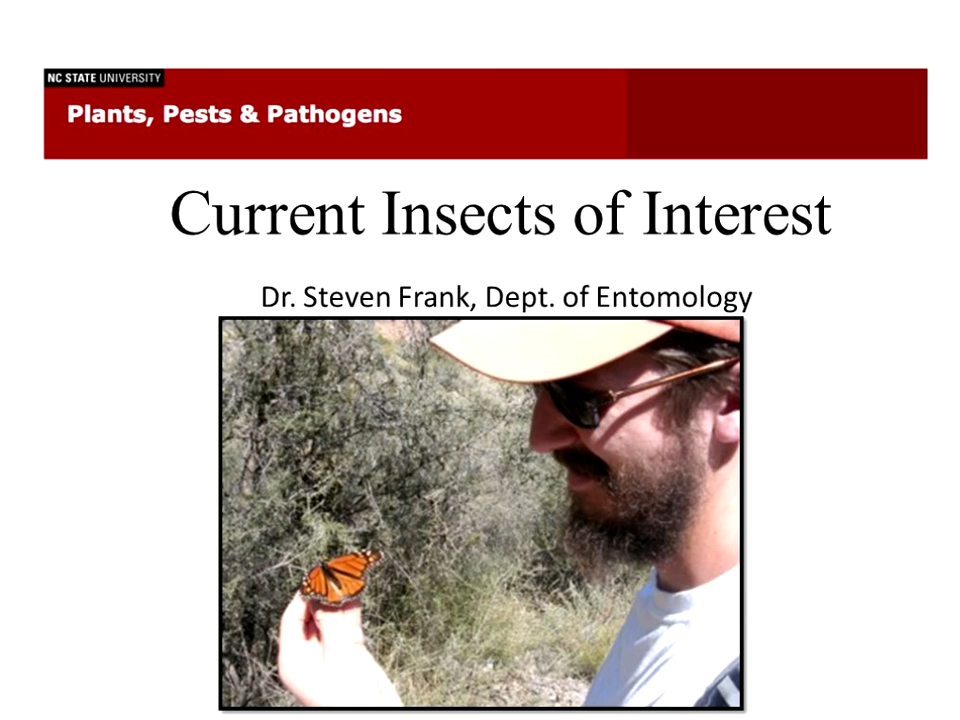 NC STATE UNIVERSITY
Plants, Pests & Pathogens
Current Insects of Interest
Dr. Steven Frank, Dept. of Entomology